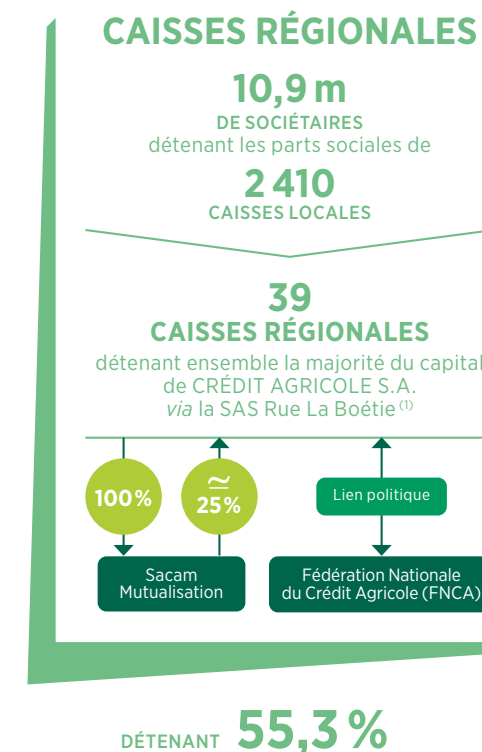 CAISSES RÉGIONALES
10,9 m
DE SOCIÉTAIRES
détenant les parts sociales de
2 410
CAISSES LOCALES
39
CAISSES RÉGIONALES
détenant ensemble la majorité du capital
de CRÉDIT AGRICOLE S.A.
via la SAS Rue La Boétie (1)
100%
≃
25%
Lien politique
Sacam
Mutualisation
Fédération Nationale
du Crédit Agricole (FNCA)
DÉTENANT 55,3 %